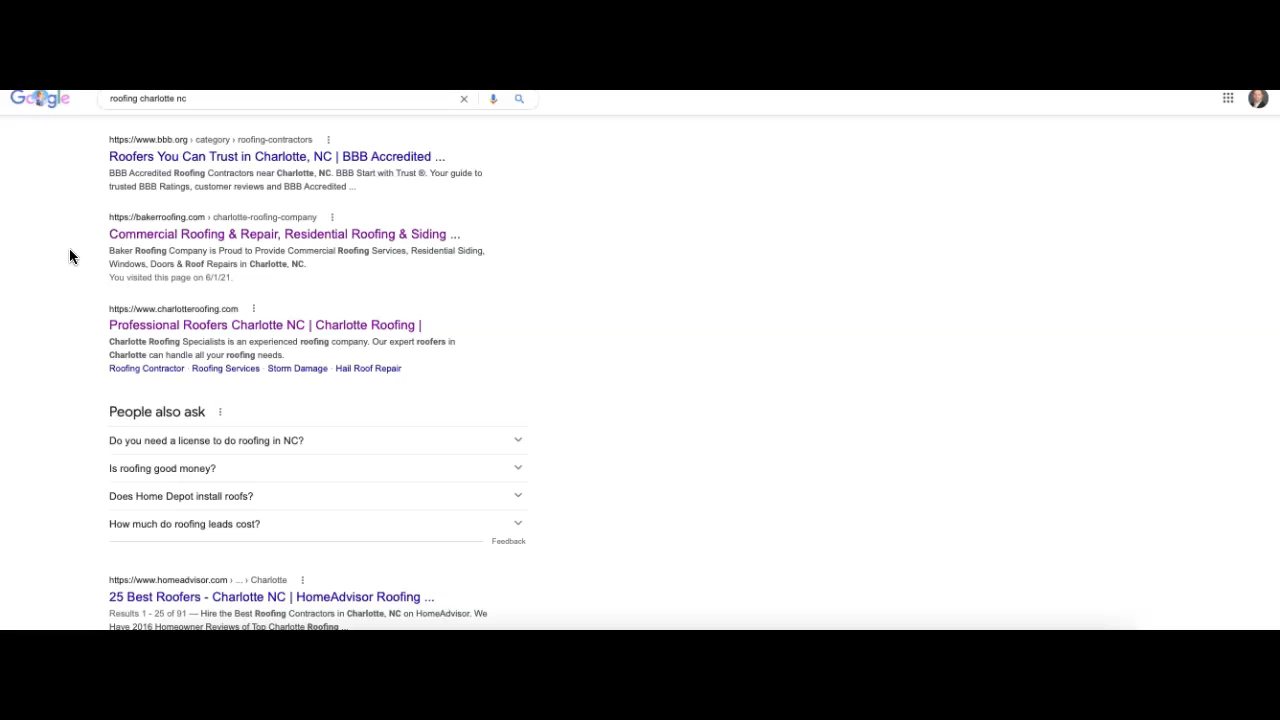 Google
roofing charlotte nc
https://www.bbb.org › category › roofing-contractors
Roofers You Can Trust in Charlotte, NC | BBB Accredited ...
BBB Accredited Roofing Contractors near Charlotte, NC. BBB Start with Trust ®. Your guide to
trusted BBB Ratings, customer reviews and BBB Accredited ...
https://bakerroofing.com › charlotte-roofing-company
Commercial Roofing & Repair, Residential Roofing & Siding ...
Baker Roofing Company is Proud to Provide Commercial Roofing Services, Residential Siding,
Windows, Doors & Roof Repairs in Charlotte, NC.
You visited this page on 6/1/21.
https://www.charlotteroofing.com
Professional Roofers Charlotte NC | Charlotte Roofing |
Charlotte Roofing Specialists is an experienced roofing company. Our expert roofers in
Charlotte can handle all your roofing needs.
Roofing Contractor · Roofing Services · Storm Damage · Hail Roof Repair
People also ask
Do you need a license to do roofing in NC?
Is roofing good money?
Does Home Depot install roofs?
How much do roofing leads cost?
Feedback
https://www.homeadvisor.com › ... › Charlotte
25 Best Roofers - Charlotte NC | HomeAdvisor Roofing ...
Results 1 - 25 of 91 — Hire the Best Roofing Contractors in Charlotte, NC on HomeAdvisor. We
Have 2016 Homeowner Reviews of Top Charlotte Roofing ...